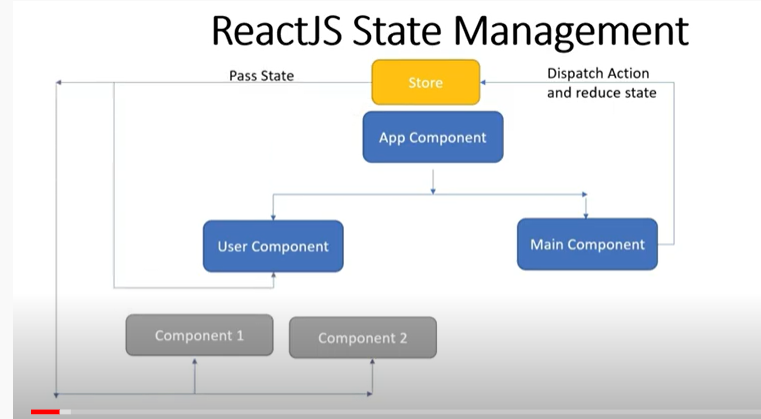 ReactJS State Management
Pass State
Store
Dispatch Action
and reduce state
App Component
User Component
Main Component
Component 1
Component 2